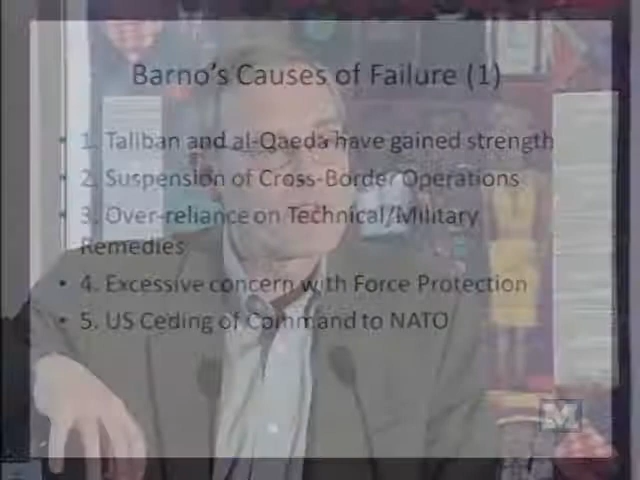 Barno's Causes of Failure (1)
• 1. Taliban and al-Qaeda have gained strength
• 2. Suspension of Cross-Border Operations
• 3. Over-reliance on Technical/Military
Remedies
• 4. Excessive concern with Force Protection
• 5. US Ceding of Command to NATO
M